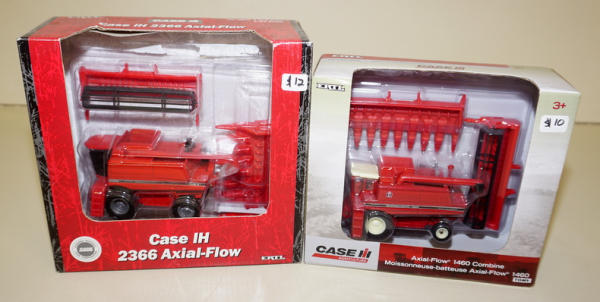 Case IH
2366 Axial-Flow
$12
Case IH
2366 Axial-Flow
ERTL
ERTL
3+
$10
CASE IH
Axial-Flow® 1460 Combine
Moissonneuse-batteuse Axial-Flow® 1460